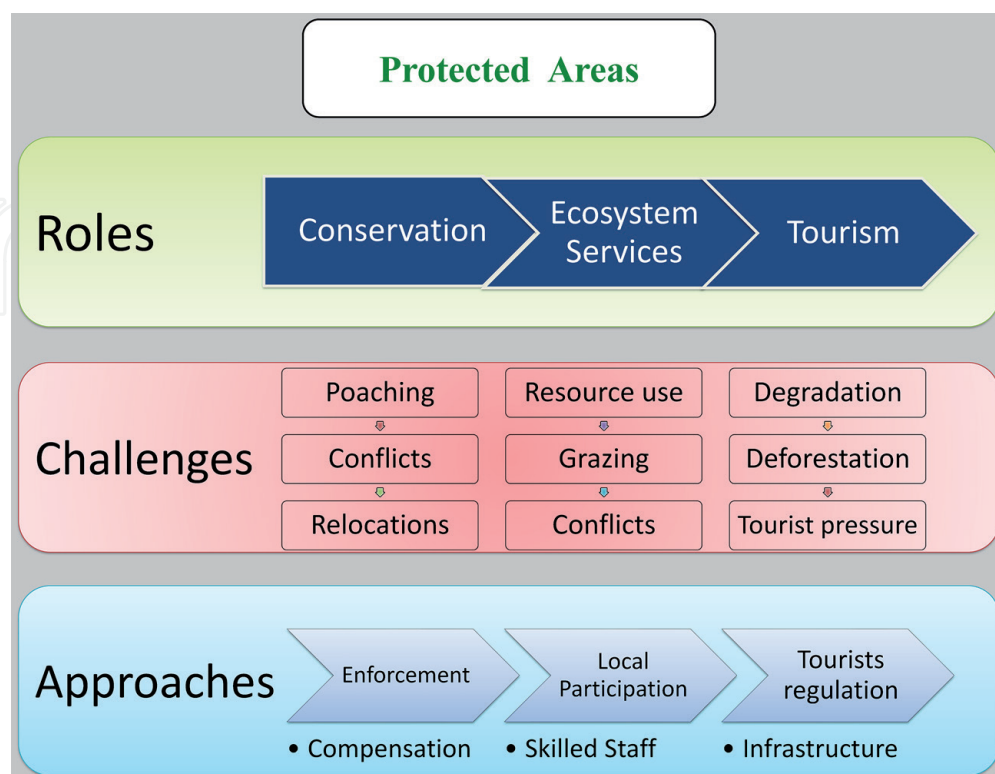 Protected Areas
Roles
Conservation
Ecosystem
Services
Tourism
Challenges
Poaching
Conflicts
Relocations
Resource use
Grazing
Conflicts
Degradation
Deforestation
Tourist pressure
Approaches
Enforcement
• Compensation
Local
Participation
• Skilled Staff
Tourists
regulation
• Infrastructure